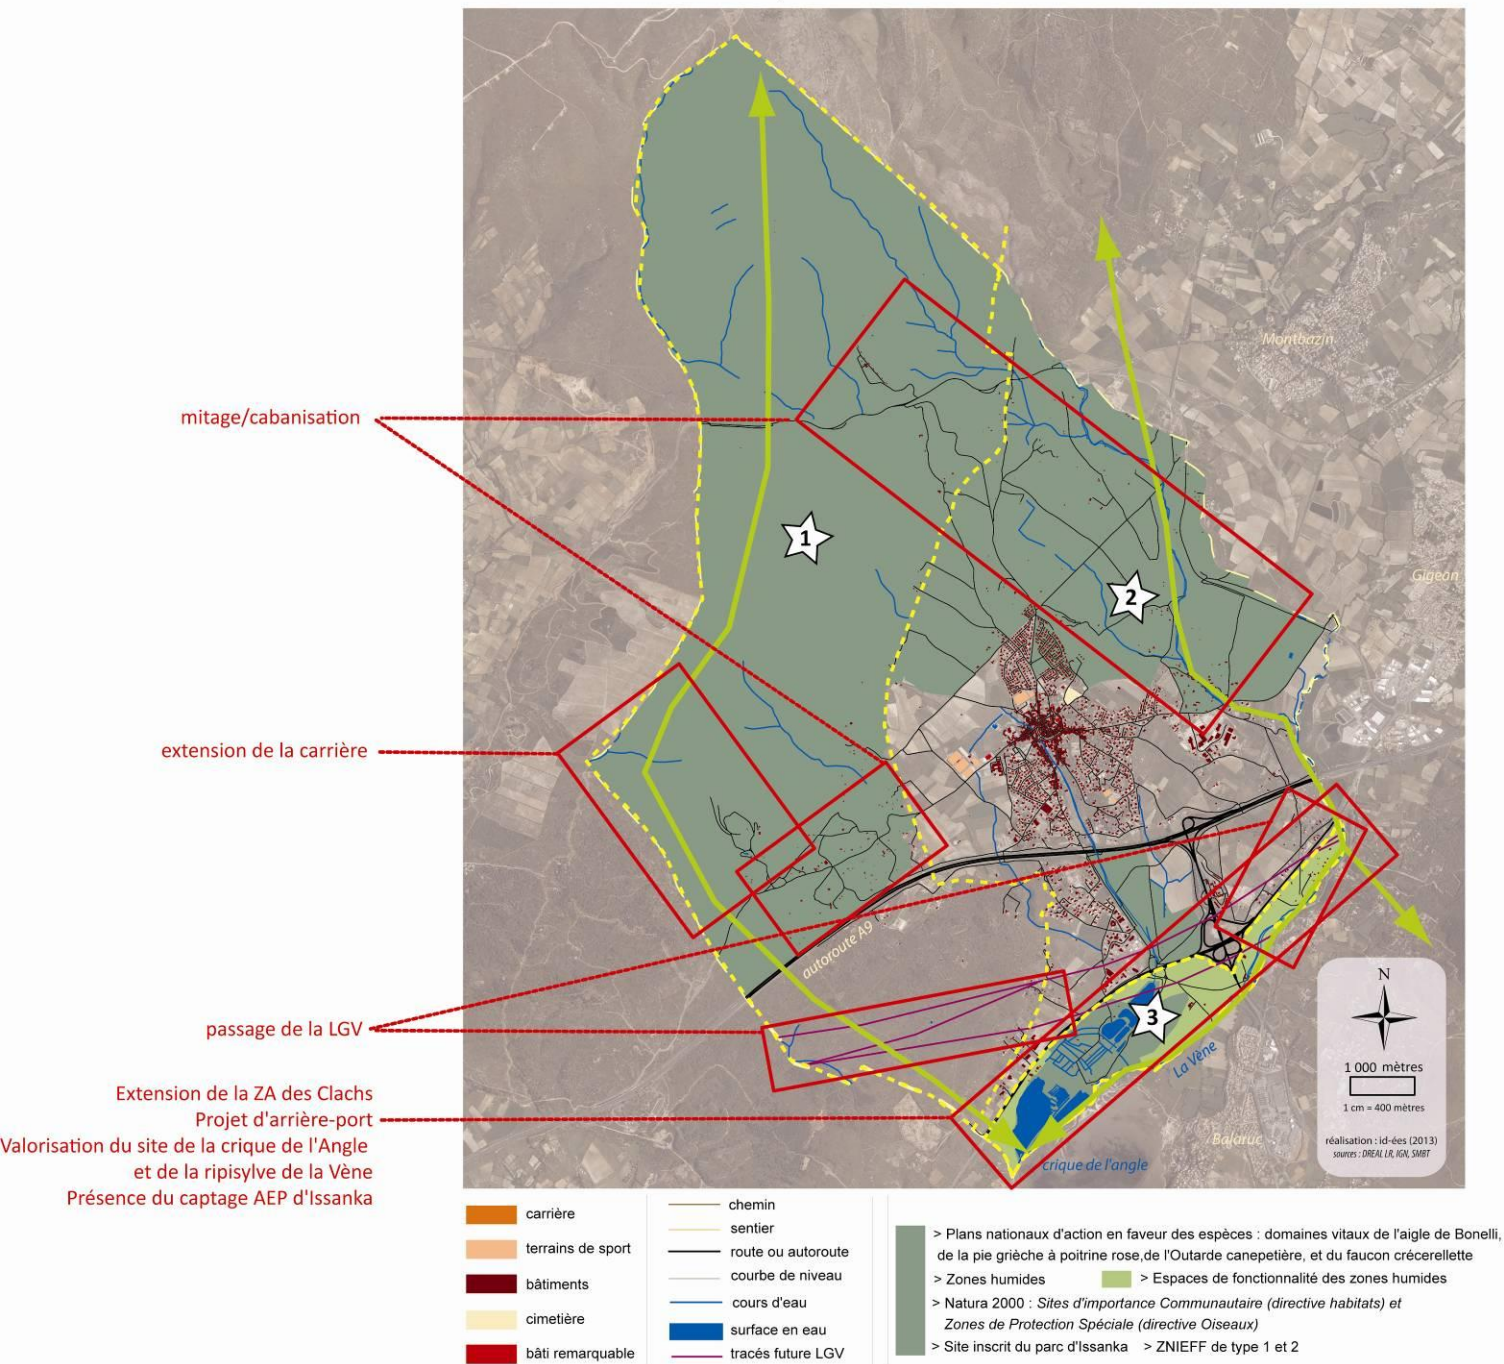 Montbazin
mitage/cabanisation
1
Gigean
2
extension de la carrière
autoroute A9
passage de la LGV
3
La Vène
N
1 000 mètres
1 cm = 400 mètres
Extension de la ZA des Clachs
Projet d'arrière-port
Valorisation du site de la crique de l'Angle
et de la ripisylve de la Vène
Présence du captage AEP d'Issanka
Balaruc
crique de l'angle
réalisation : id-ées (2013)
sources : DREAL LR, IGN, SMBT
carrière
terrains de sport
bâtiments
cimetière
bâti remarquable
chemin
sentier
route ou autoroute
courbe de niveau
cours d'eau
surface en eau
tracés future LGV
> Plans nationaux d'action en faveur des espèces : domaines vitaux de l'aigle de Bonelli,
de la pie grièche à poitrine rose,de l'Outarde canepetière, et du faucon crécerellette
> Zones humides
> Espaces de fonctionnalité des zones humides
> Natura 2000 : Sites d'importance Communautaire (directive habitats) et
Zones de Protection Spéciale (directive Oiseaux)
> Site inscrit du parc d'Issanka > ZNIEFF de type 1 et 2